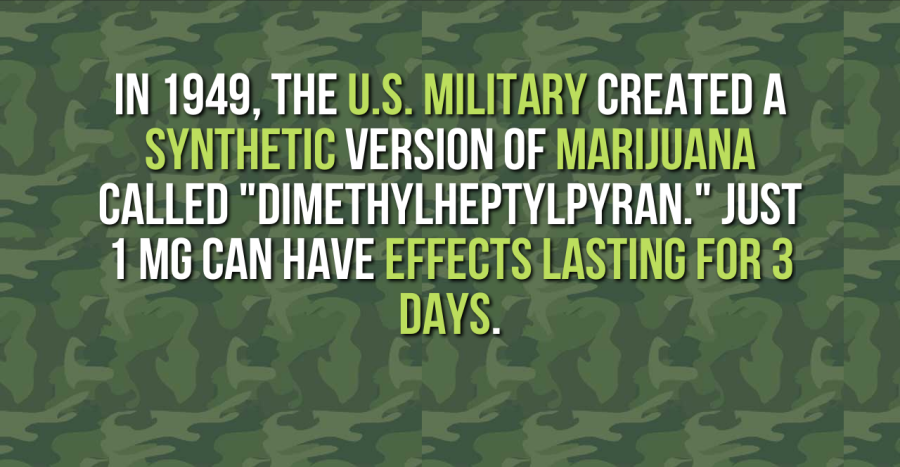 IN 1949, THE U.S. MILITARY CREATED A
SYNTHETIC VERSION OF MARIJUANA
CALLED "DIMETHYLHEPTYLPYRAN." JUST
1 MG CAN HAVE EFFECTS LASTING FOR 3
DAYS.